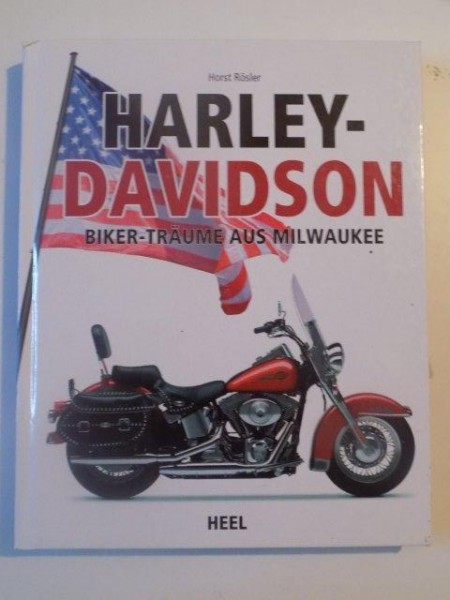 Horst Rösler
HARLEY-
DAVIDSON
BIKER-TRÄUME AUS MILWAUKEE
HEEL